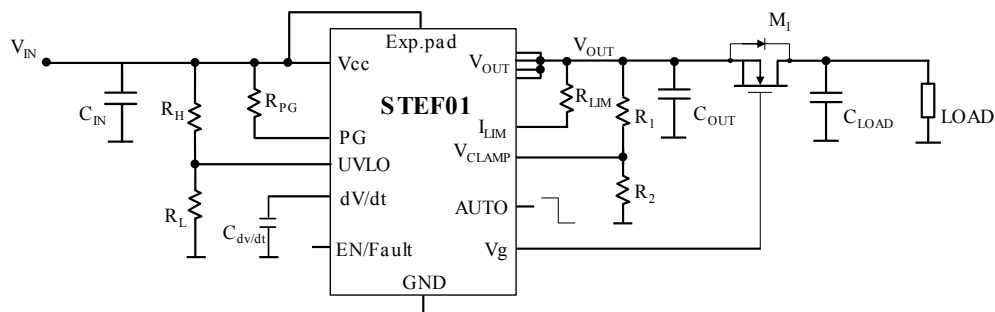 M1
VIN
Exp.pad
Vcc
VOUT
VOUT
STEF01
CIN
RH
RPG
RLIM
R1
COUT
CLOAD
LOAD
PG
ILIM
UVLO
VCLAMP
RL
dV/dt
R2
AUTO
Cdv/dt
EN/Fault
Vg
GND